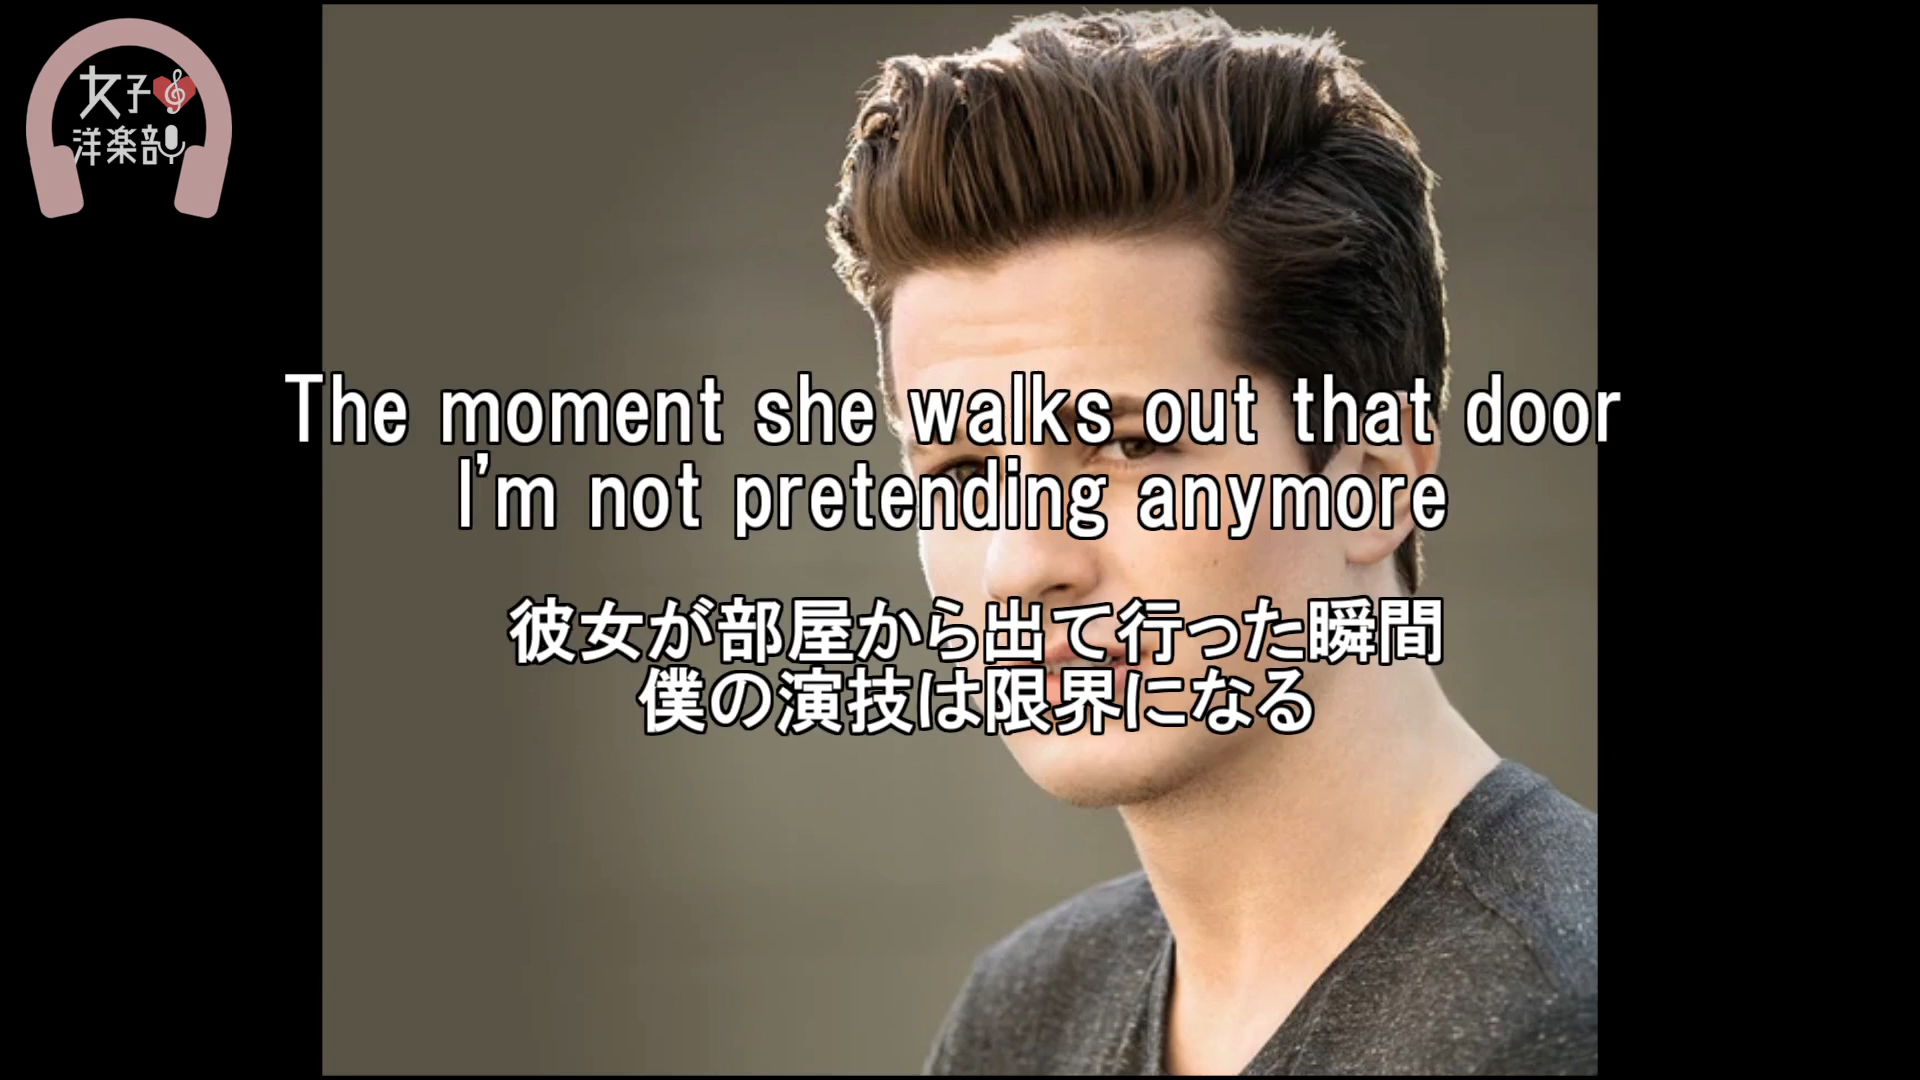 女子
洋楽部
The moment she walks out that door
I'm not pretending anymore
彼女が部屋から出て行った瞬間
僕の演技は限界になる